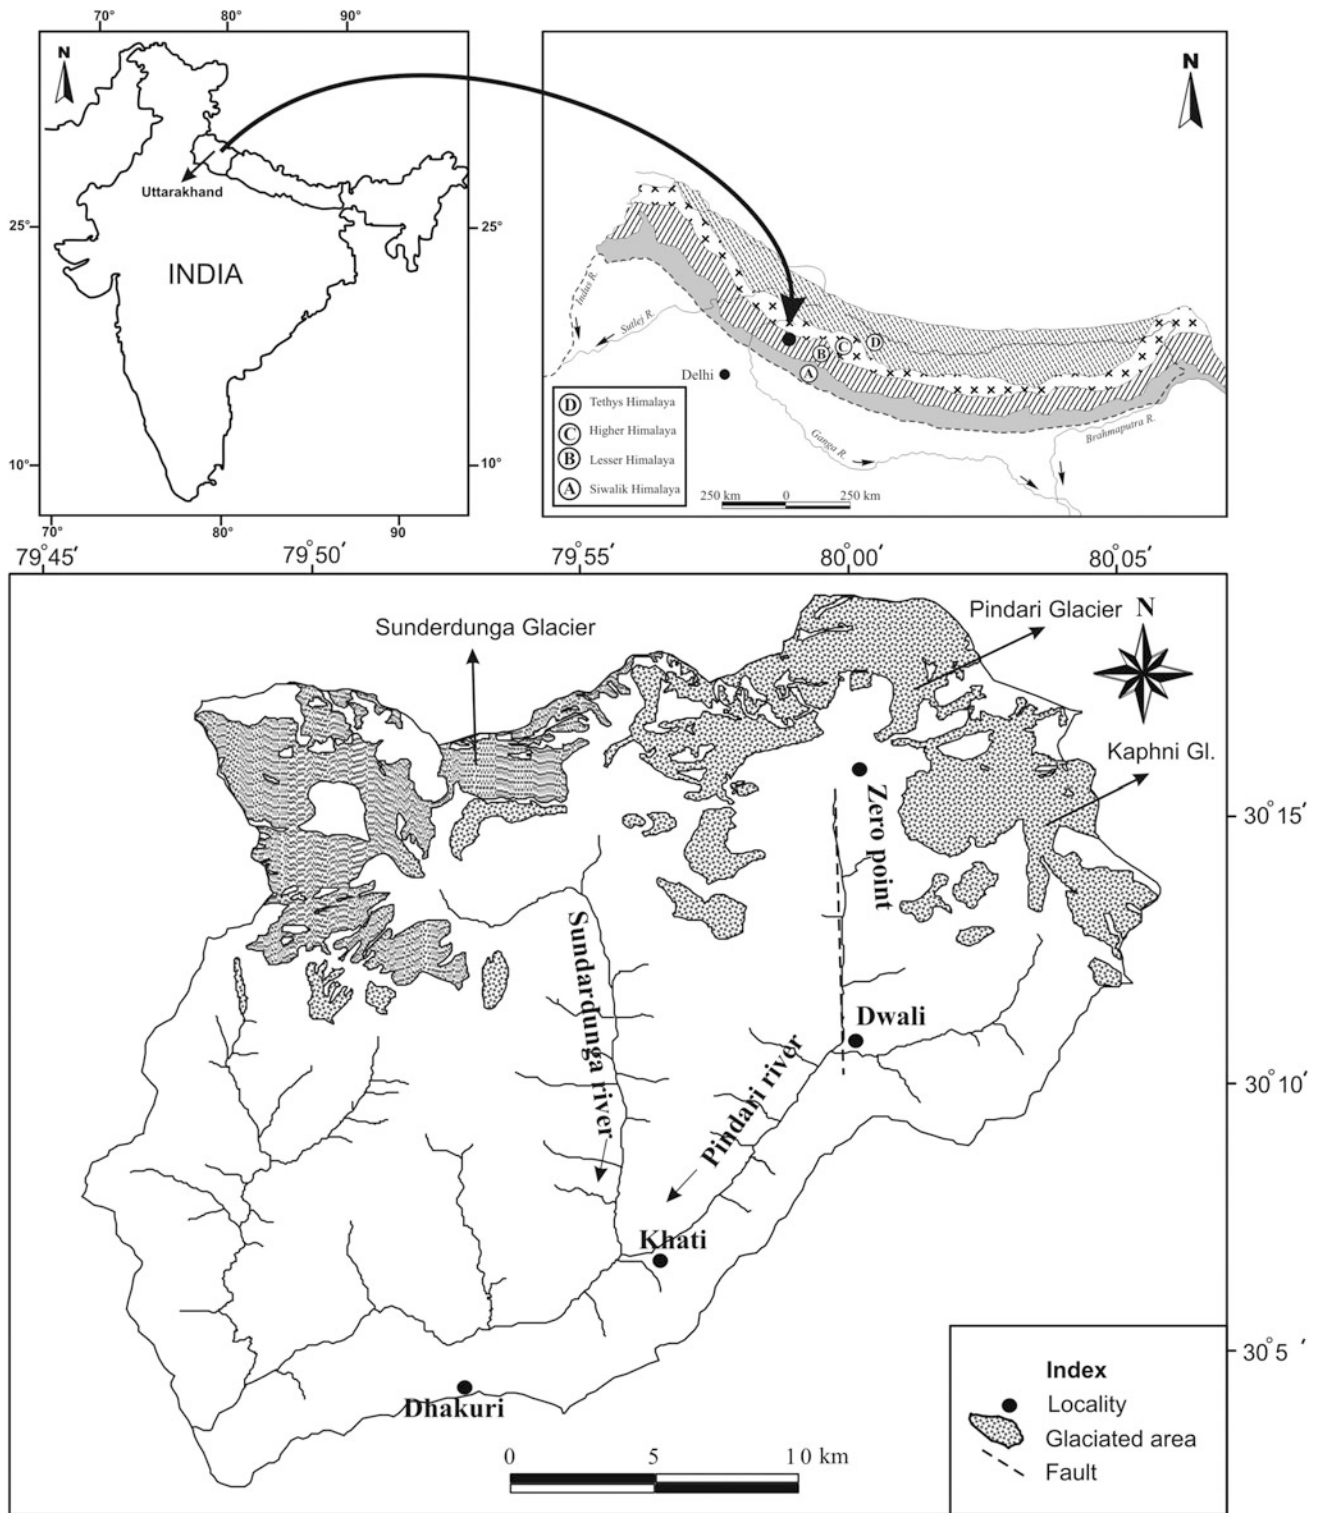 70° 80° 90°
N
Uttarakhand
25° 25°
INDIA
10° 10°
70° 80° 90
N
Indus R.
Sutlej R.
Delhi
A
B
C
D
Ganga R.
Brahmaputra R.
D Tethys Himalaya
C Higher Himalaya
B Lesser Himalaya
A Siwalik Himalaya
250 km 0 250 km
79°45′ 79°50′ 79°55′ 80°00′ 80°05′
Sunderdunga Glacier
Pindari Glacier
N
Kaphni Gl.
Zero point
30°15′
Sundardunga river
Dwali
Pindari river
30°10′
Khati
30°5′
Dhakuri
0 5 10 km
Index
Locality
Glaciated area
Fault